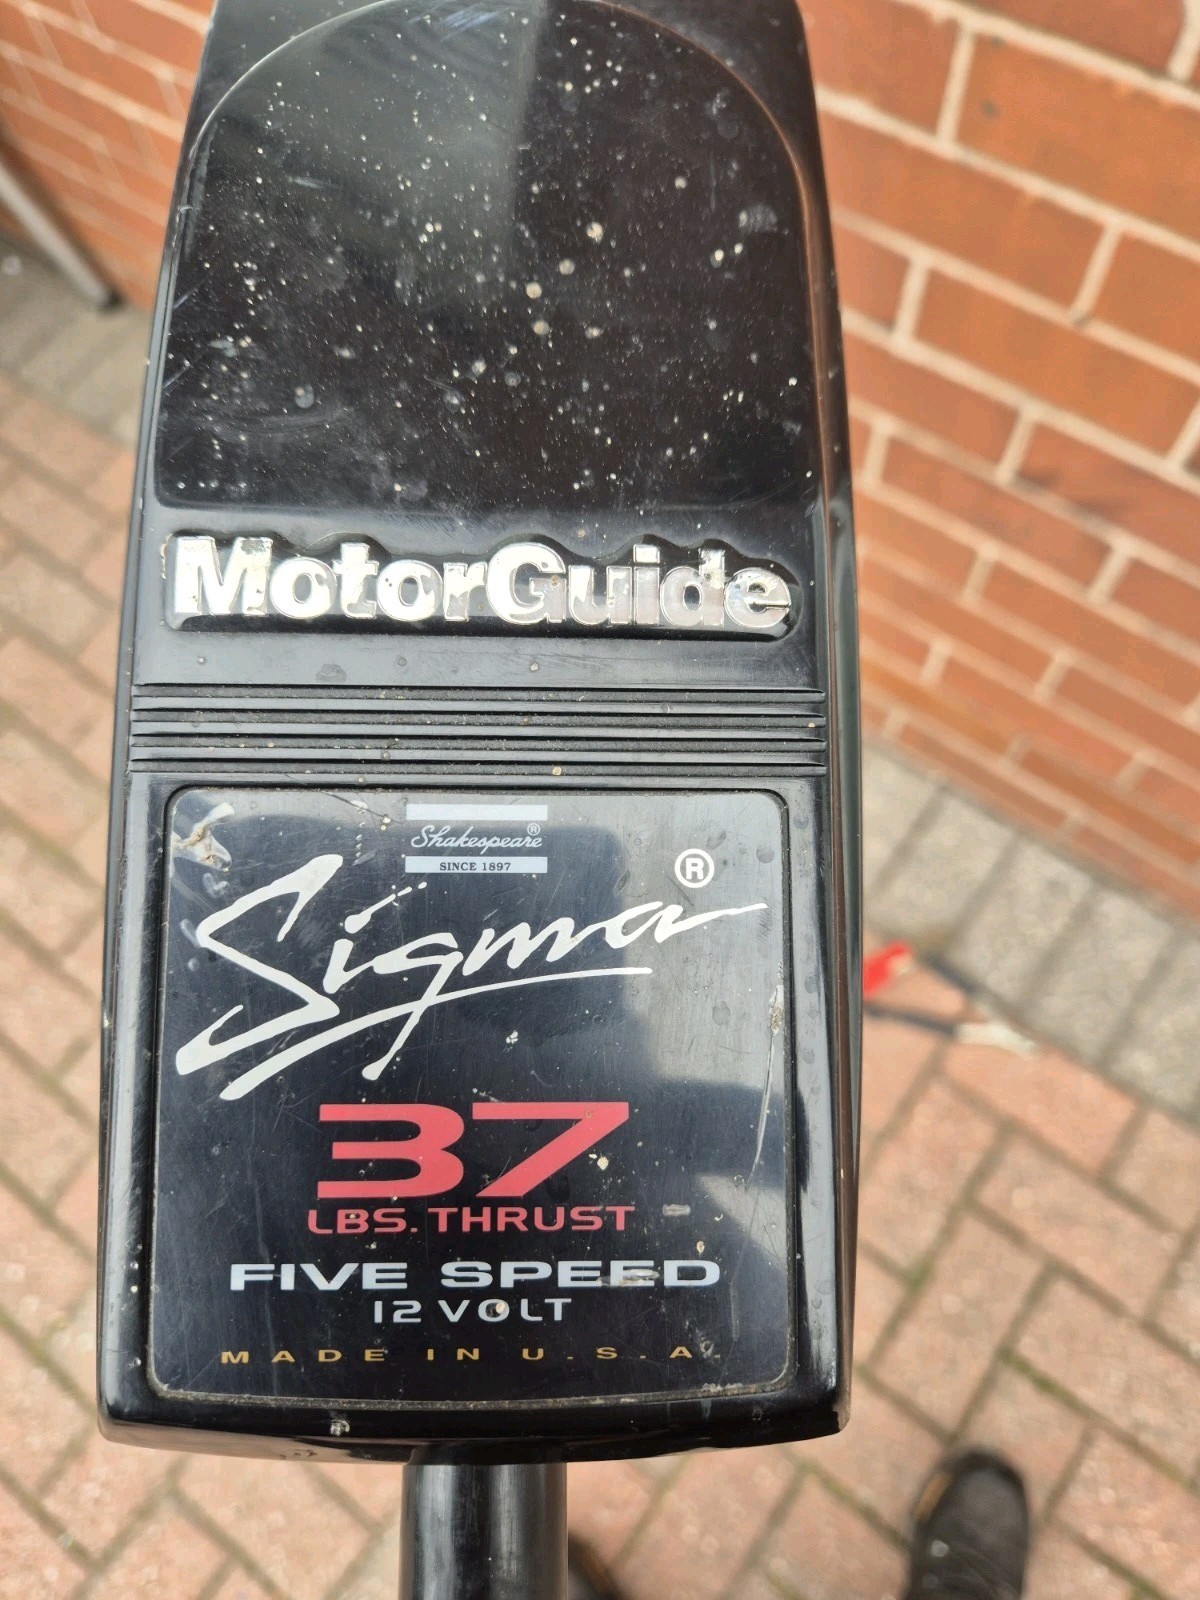 MotorGuide
Shakespeare®
SINCE 1897
Sigma®
37
LBS. THRUST
FIVE SPEED
12 VOLT
MADE IN U.S.A.